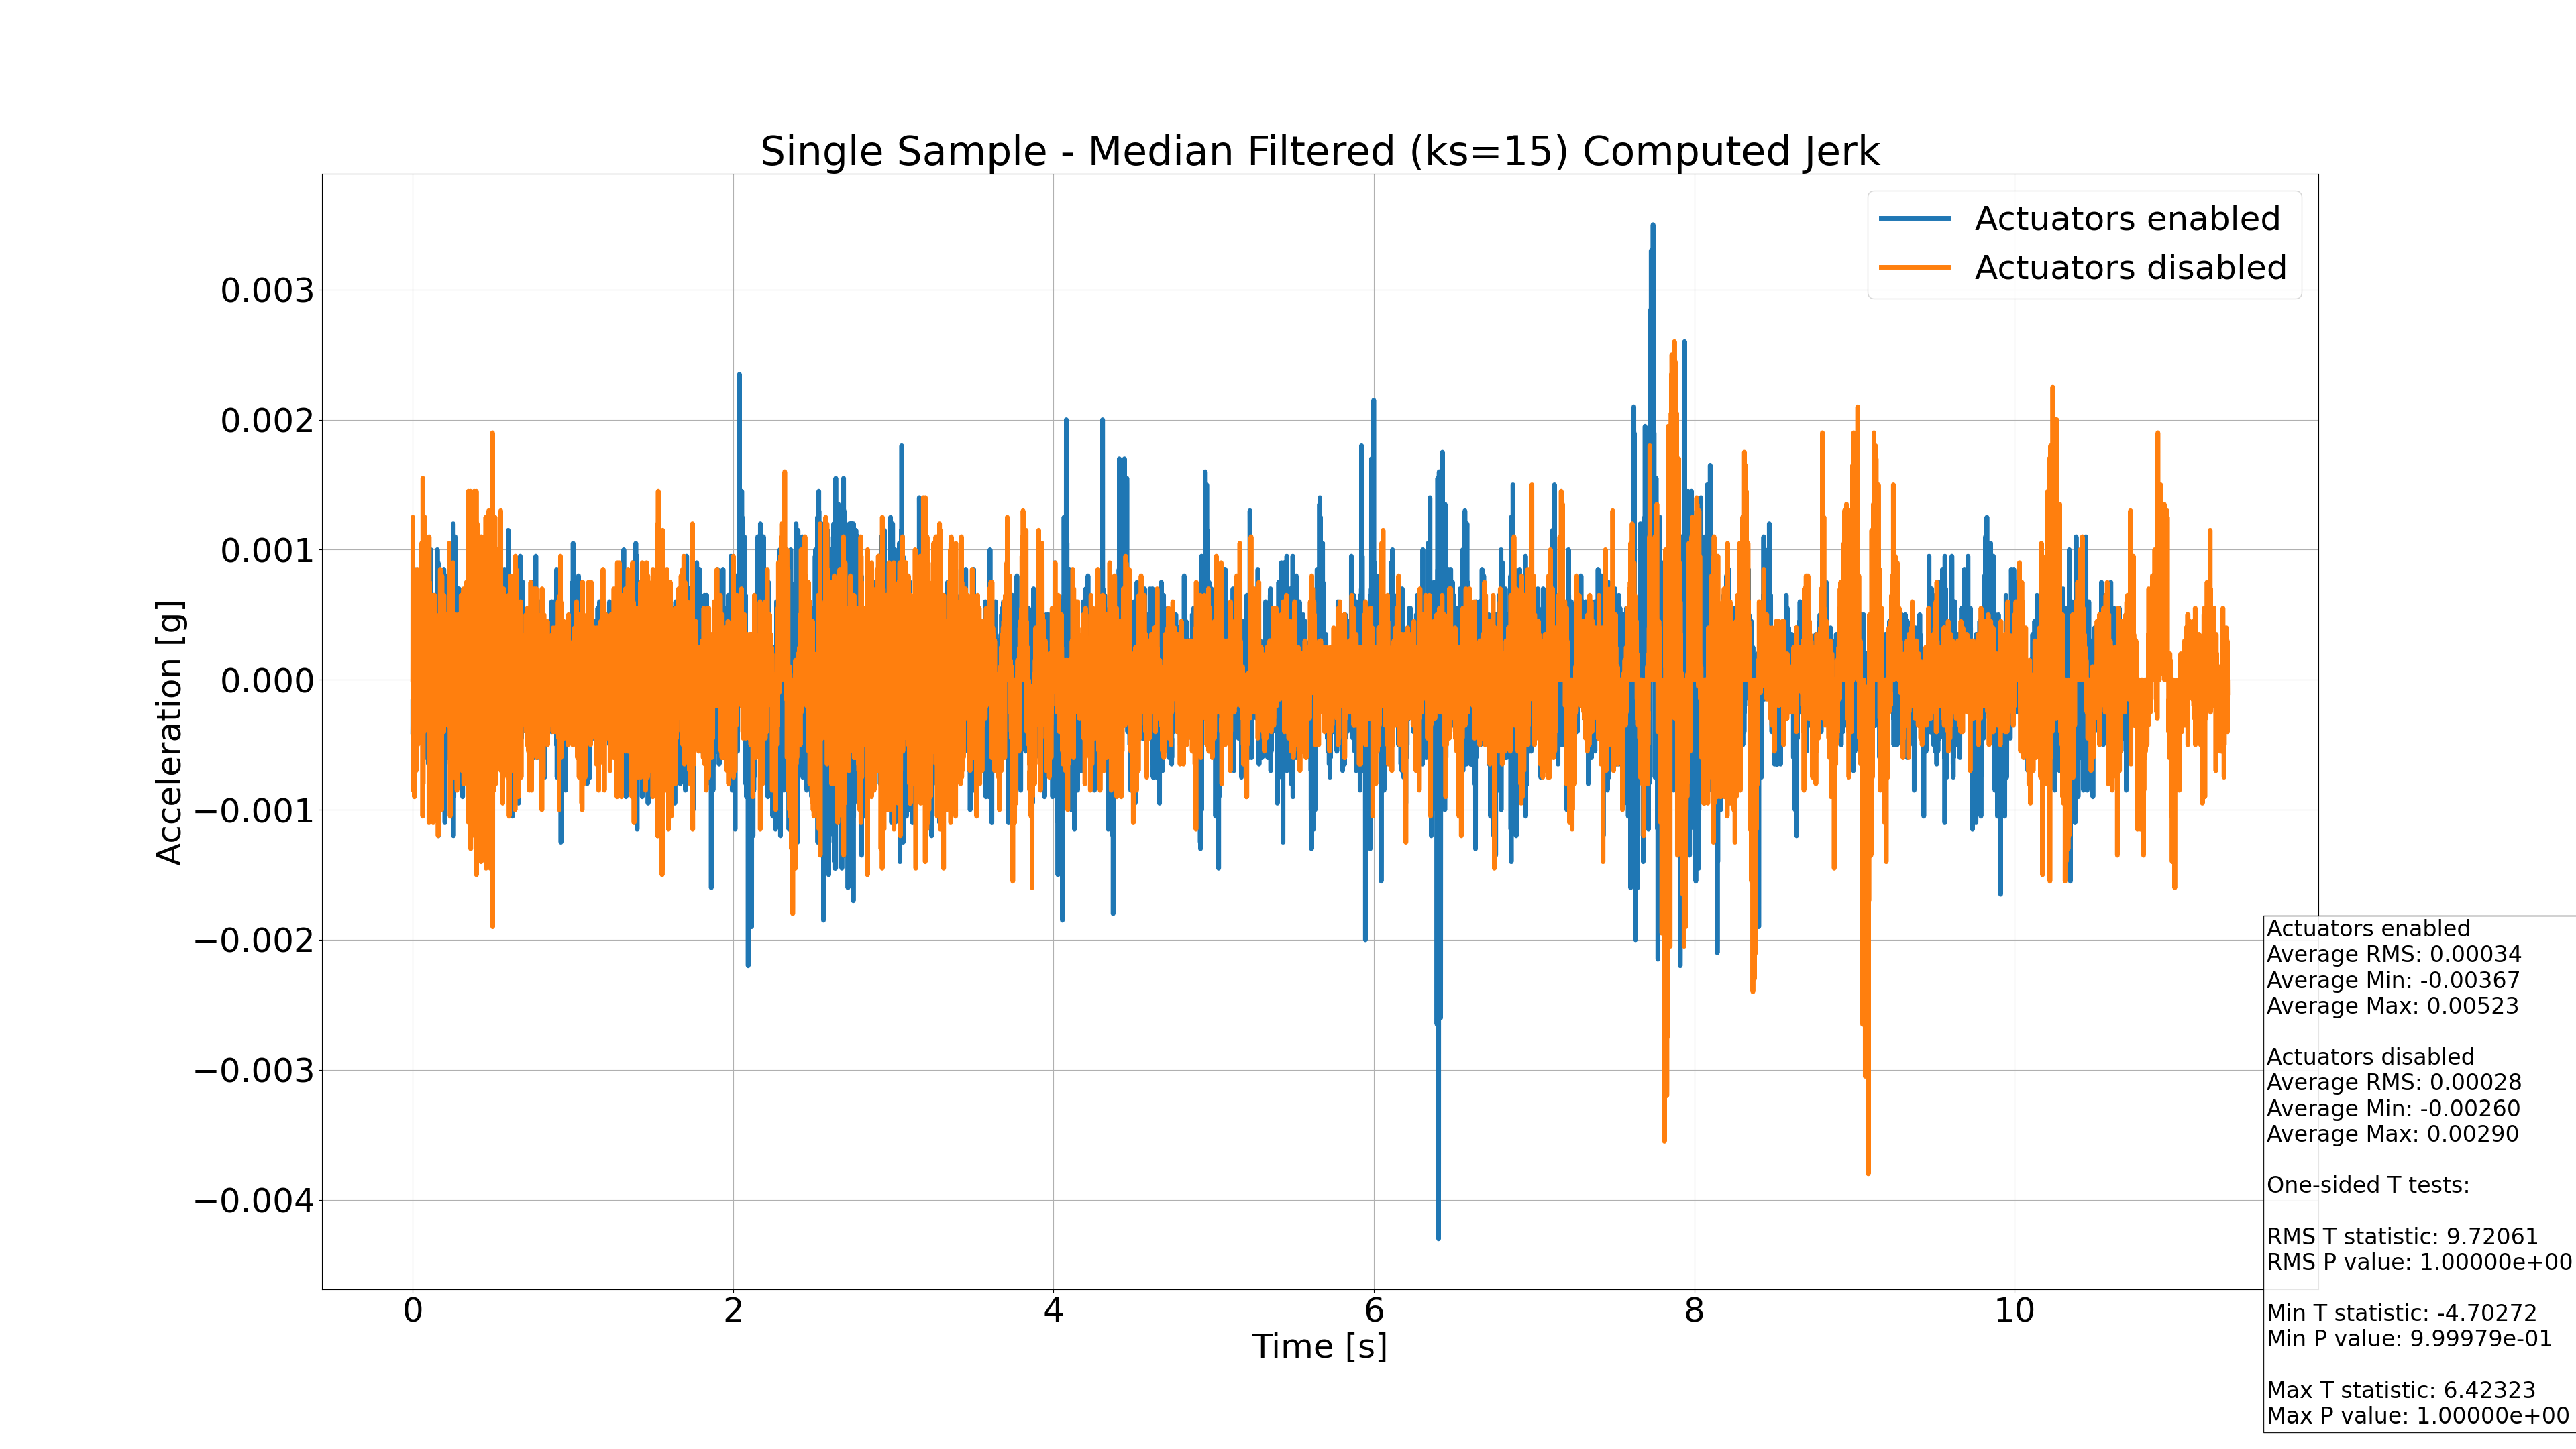 Single Sample - Median Filtered (ks=15) Computed Jerk
Actuators enabled
Actuators disabled
0.003
0.002
0.001
0.000
−0.001
−0.002
−0.003
−0.004
Acceleration [g]
0 2 4 6 8 10
Time [s]
Actuators enabled
Average RMS: 0.00034
Average Min: -0.00367
Average Max: 0.00523
Actuators disabled
Average RMS: 0.00028
Average Min: -0.00260
Average Max: 0.00290
One-sided T tests:
RMS T statistic: 9.72061
RMS P value: 1.00000e+00
Min T statistic: -4.70272
Min P value: 9.99979e-01
Max T statistic: 6.42323
Max P value: 1.00000e+00